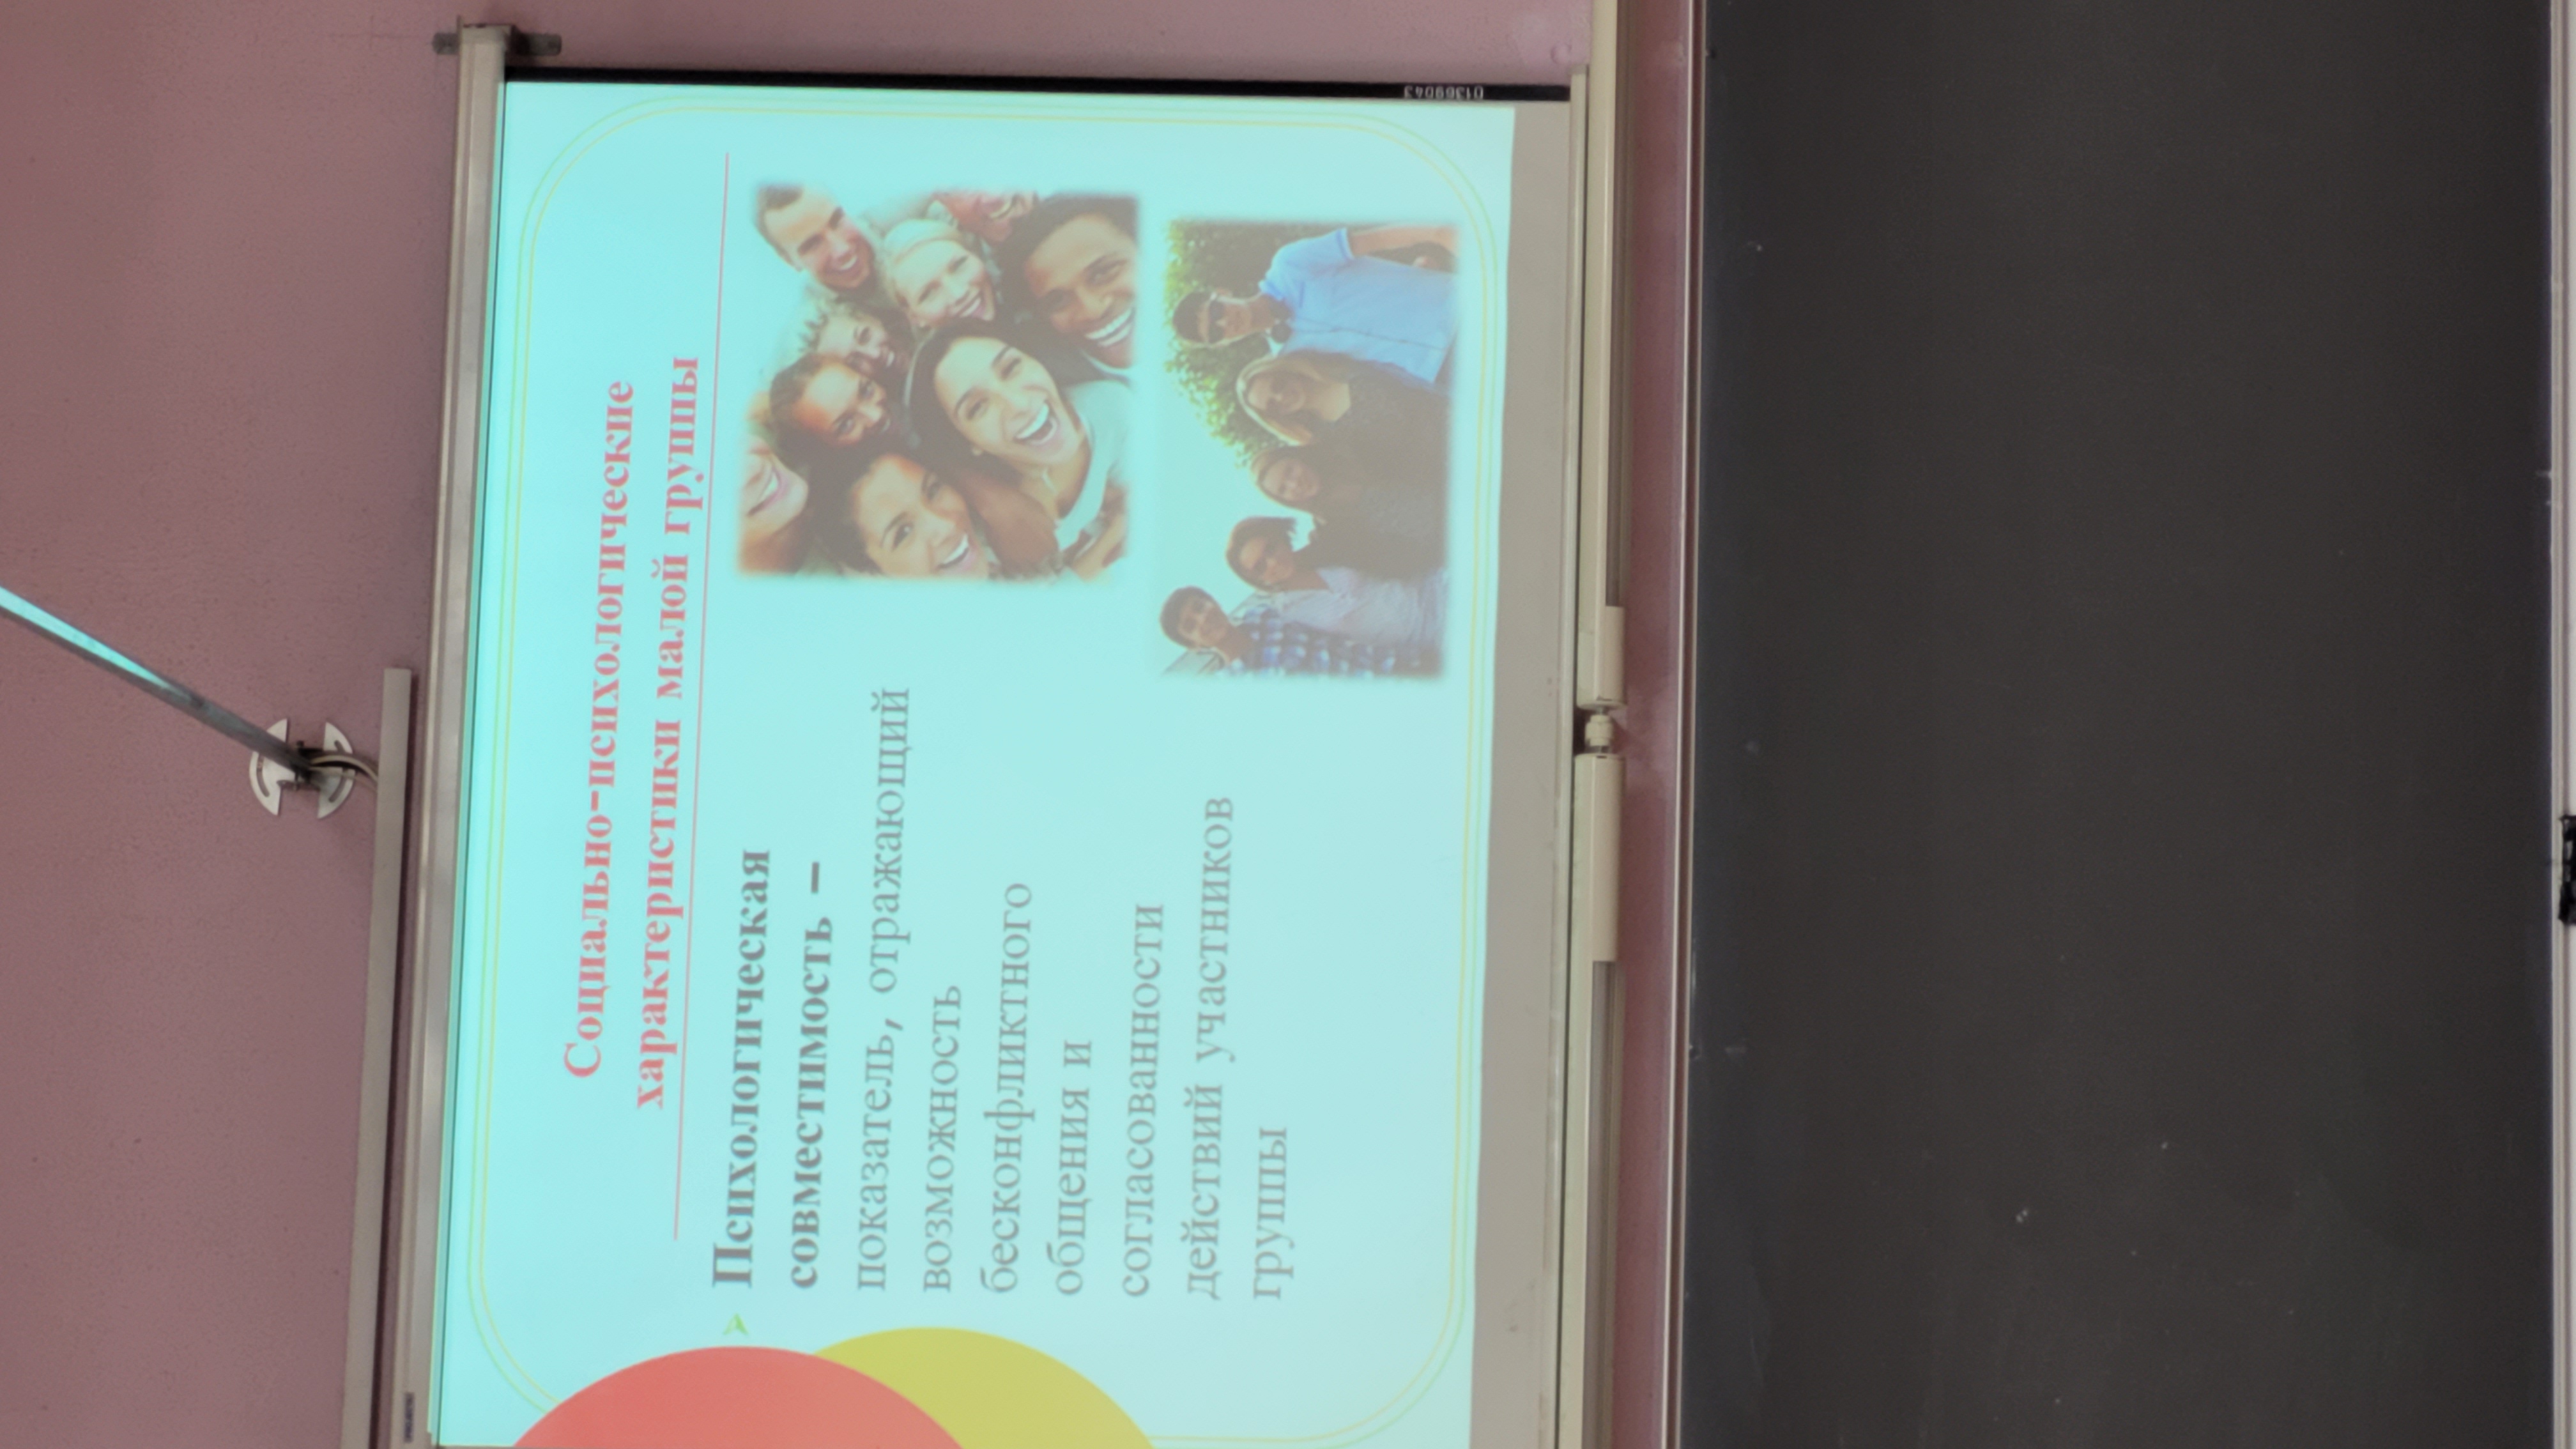 Социально-психологические
характеристики малой группы
Психологическая
совместимость –
показатель, отражающий
возможность
бесконфликтного
общения и
согласованности
действий участников
группы
01369043